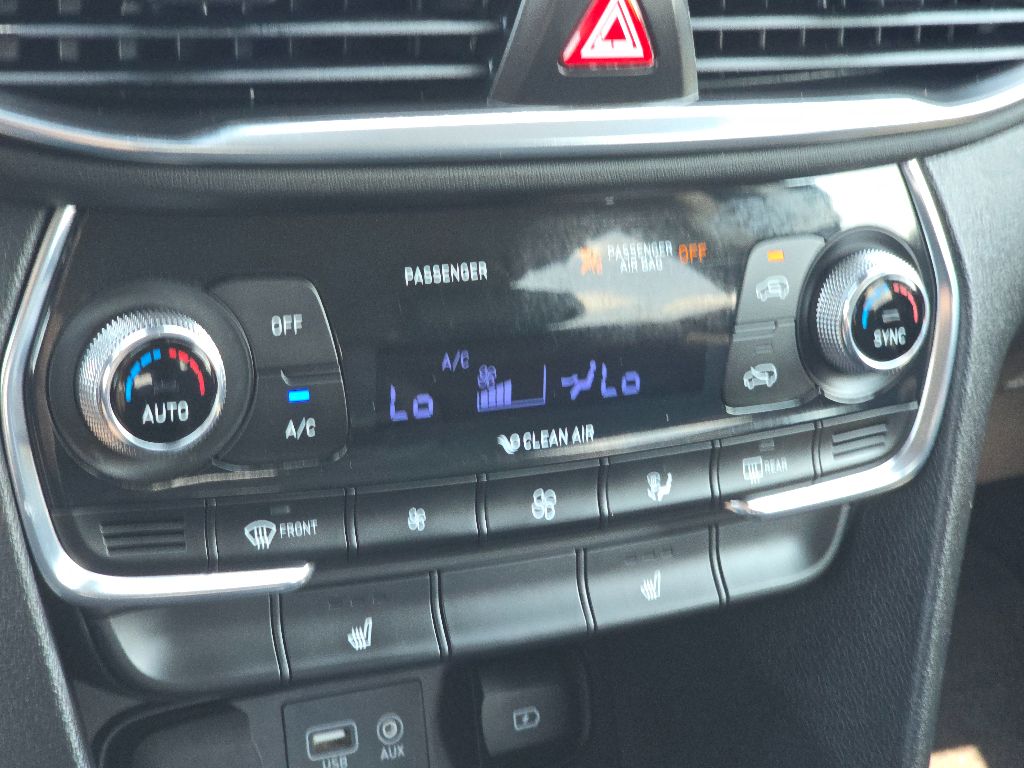 PASSENGER
PASSENGER AIR BAG OFF
OFF
A/C
AUTO
SYNC
A/C
Lo
Lo
CLEAN AIR
FRONT
REAR
USB
AUX